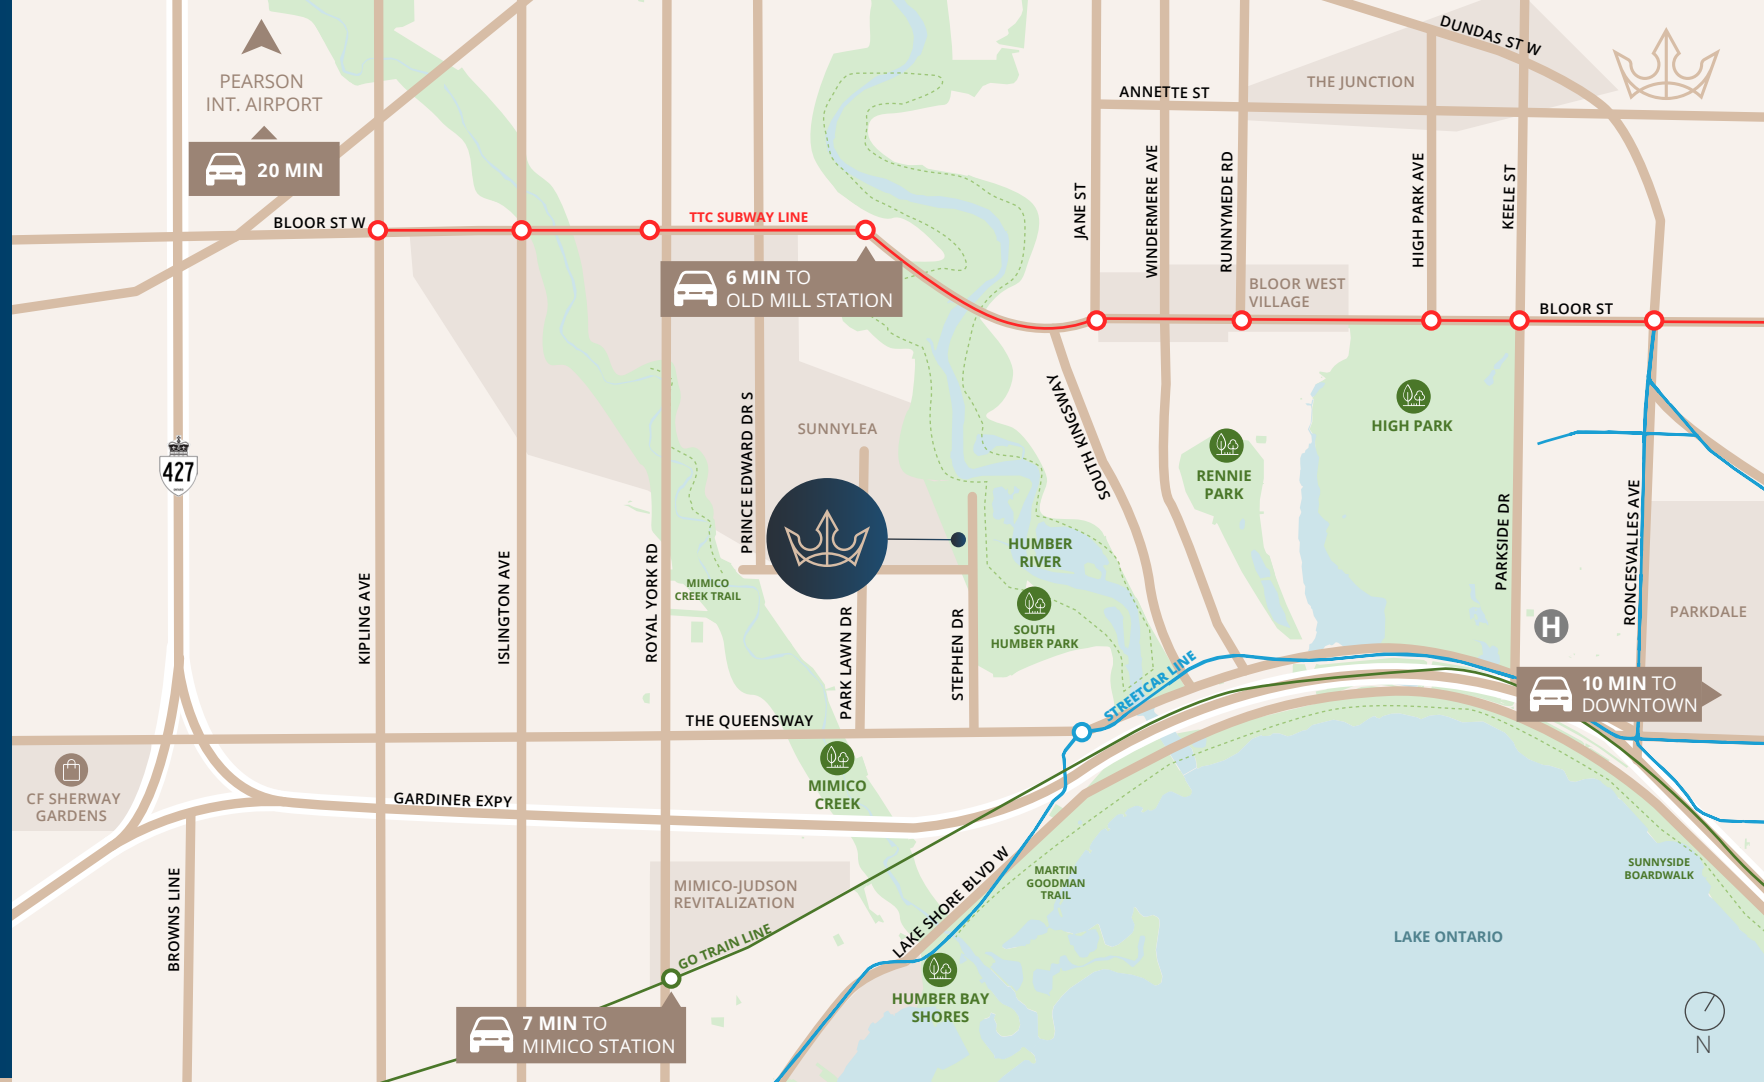 DUNDAS ST W
PEARSON
INT. AIRPORT
THE JUNCTION
ANNETTE ST
20 MIN
BLOOR ST W
TTC SUBWAY LINE
JANE ST
WINDERMERE AVE
RUNNYMEDE RD
HIGH PARK AVE
KEELE ST
6 MIN TO
OLD MILL STATION
BLOOR WEST
VILLAGE
BLOOR ST
SOUTH KINGSWAY
HIGH PARK
SUNNYLEA
427
RENNIE
PARK
PRINCE EDWARD DR S
HUMBER
RIVER
PARKSIDE DR
RONCESVALLES AVE
KIPLING AVE
ISLINGTON AVE
ROYAL YORK RD
MIMICO
CREEK TRAIL
PARK LAWN DR
STEPHEN DR
SOUTH
HUMBER PARK
H
PARKDALE
STREETCAR LINE
10 MIN TO
DOWNTOWN
THE QUEENSWAY
CF SHERWAY
GARDENS
GARDINER EXPY
MIMICO
CREEK
BROWNS LINE
MIMICO-JUDSON
REVITALIZATION
GO TRAIN LINE
LAKE SHORE BLVD W
MARTIN
GOODMAN
TRAIL
SUNNYSIDE
BOARDWALK
LAKE ONTARIO
HUMBER BAY
SHORES
7 MIN TO
MIMICO STATION
N